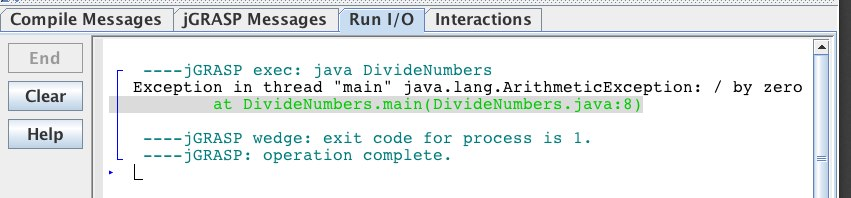 Compile Messages jGRASP Messages Run I/O Interactions
End
Clear
Help
----jGRASP exec: java DivideNumbers
Exception in thread "main" java.lang.ArithmeticException: / by zero
at DivideNumbers.main(DivideNumbers.java:8)
----jGRASP wedge: exit code for process is 1.
----jGRASP: operation complete.